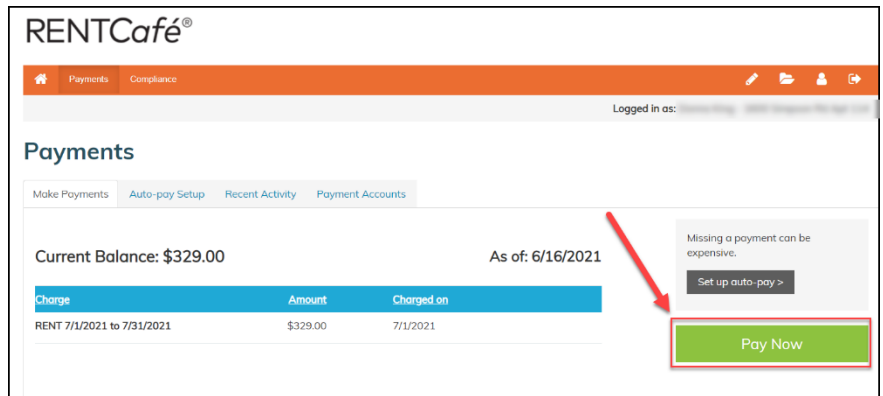 RENTCafé®
Payments Compliance
Logged in as:
Payments
Make Payments Auto-pay Setup Recent Activity Payment Accounts
Current Balance: $329.00 As of: 6/16/2021
Missing a payment can be
expensive.
Set up auto-pay >
Charge Amount Charged on
RENT 7/1/2021 to 7/31/2021 $329.00 7/1/2021
Pay Now